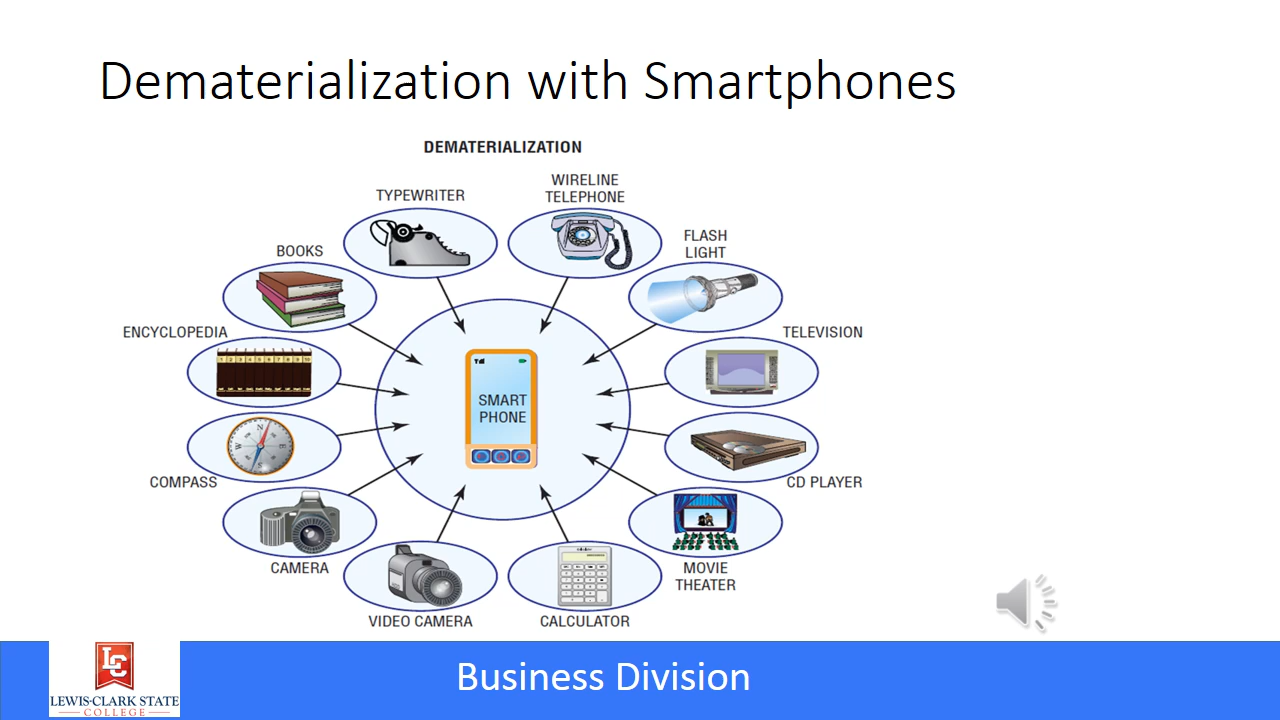 Dematerialization with Smartphones
DEMATERIALIZATION
TYPEWRITER
WIRELINE
TELEPHONE
FLASH
LIGHT
BOOKS
ENCYCLOPEDIA
TELEVISION
SMART
PHONE
COMPASS
CD PLAYER
CAMERA
MOVIE
THEATER
VIDEO CAMERA
CALCULATOR
LC
LEWIS-CLARK STATE
COLLEGE
Business Division